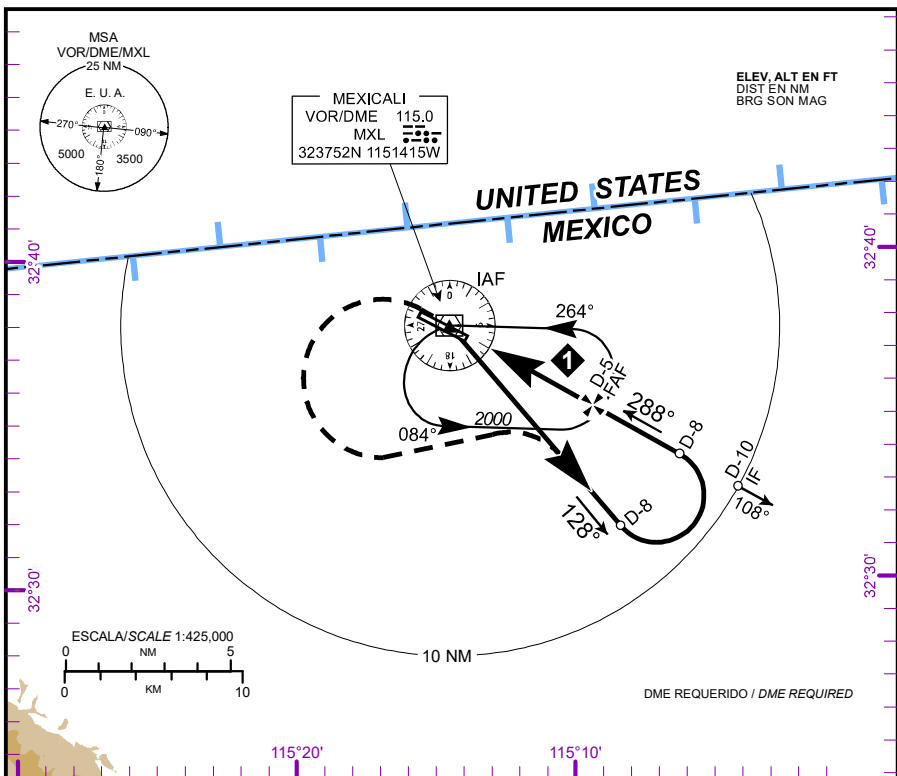 MSA
VOR/DME/MXL
25 NM
E. U. A.
270°
090°
180°
5000
3500
MEXICALI
VOR/DME 115.0
MXL
323752N 1151415W
ELEV, ALT EN FT
DIST EN NM
BRG SON MAG
UNITED STATES
MEXICO
32°40'
32°40'
IAF
0
27
18
264°
1
D-5
FAF
288°
2000
084°
D-8
D-10
IF
108°
D-8
128°
32°30'
32°30'
10 NM
ESCALA/SCALE 1:425,000
0 NM 5
0 KM 10
DME REQUERIDO / DME REQUIRED
115°20'
115°10'